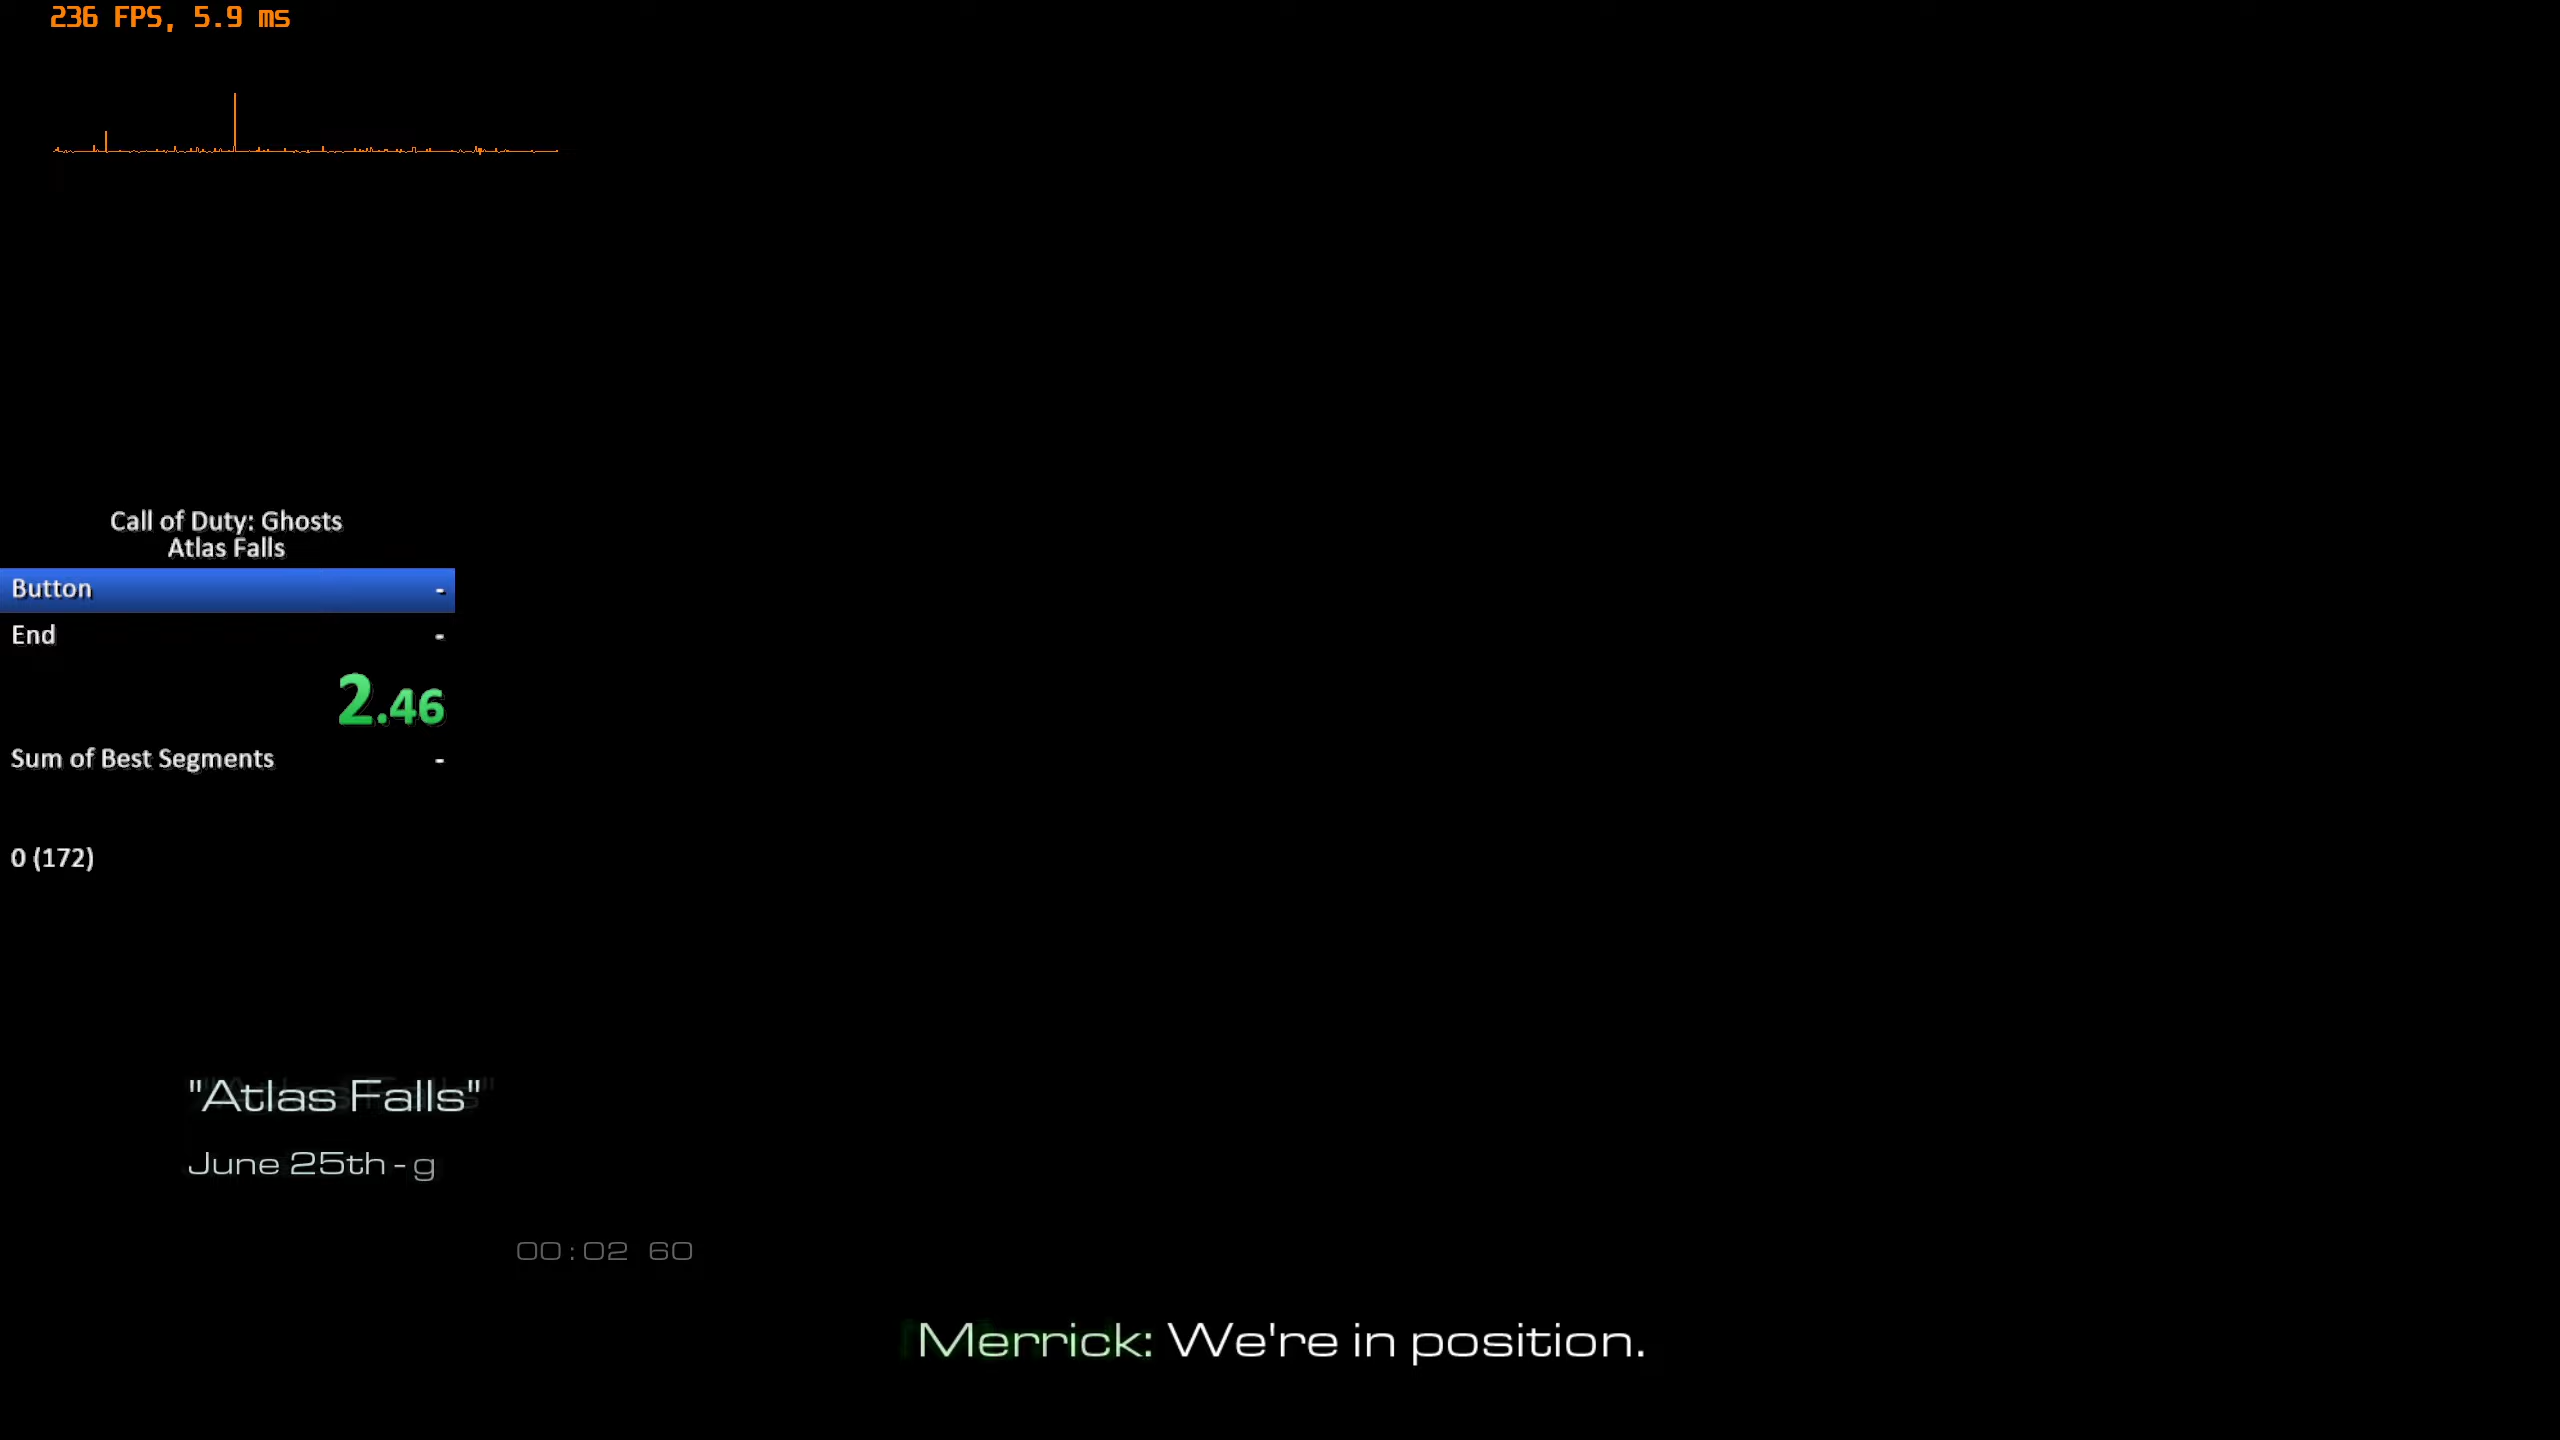 236 FPS, 5.9 ms
Call of Duty: Ghosts
Atlas Falls
Button -
End -
2.46
Sum of Best Segments -
0 (172)
"Atlas Falls"
June 25th - g
00:02 60
Merrick: We're in position.